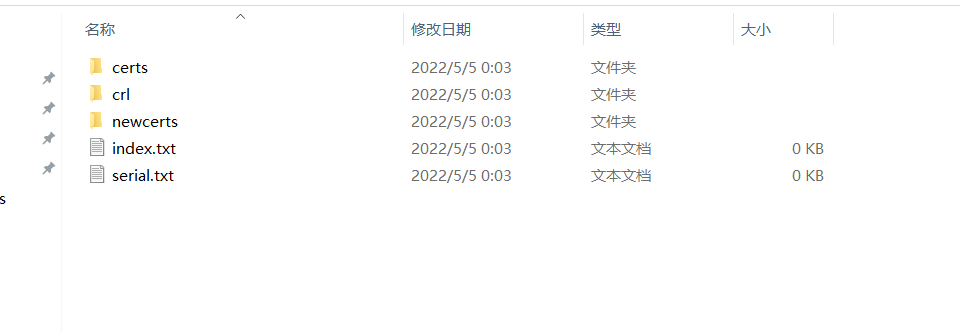 名称 修改日期 类型 大小
certs 2022/5/5 0:03 文件夹
crl 2022/5/5 0:03 文件夹
newcerts 2022/5/5 0:03 文件夹
index.txt 2022/5/5 0:03 文本文档 0 KB
serial.txt 2022/5/5 0:03 文本文档 0 KB
s